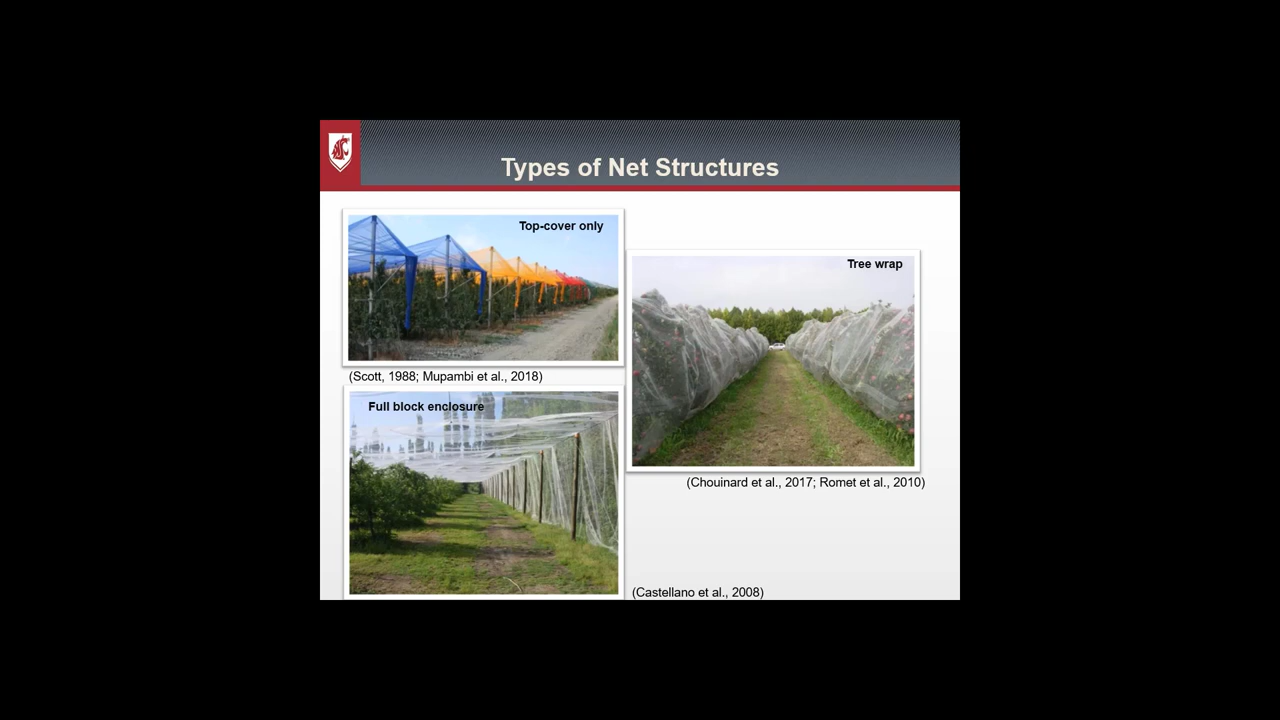 Types of Net Structures
Top-cover only
Tree wrap
(Scott, 1988; Mupambi et al., 2018)
Full block enclosure
(Chouinard et al., 2017; Romet et al., 2010)
(Castellano et al., 2008)